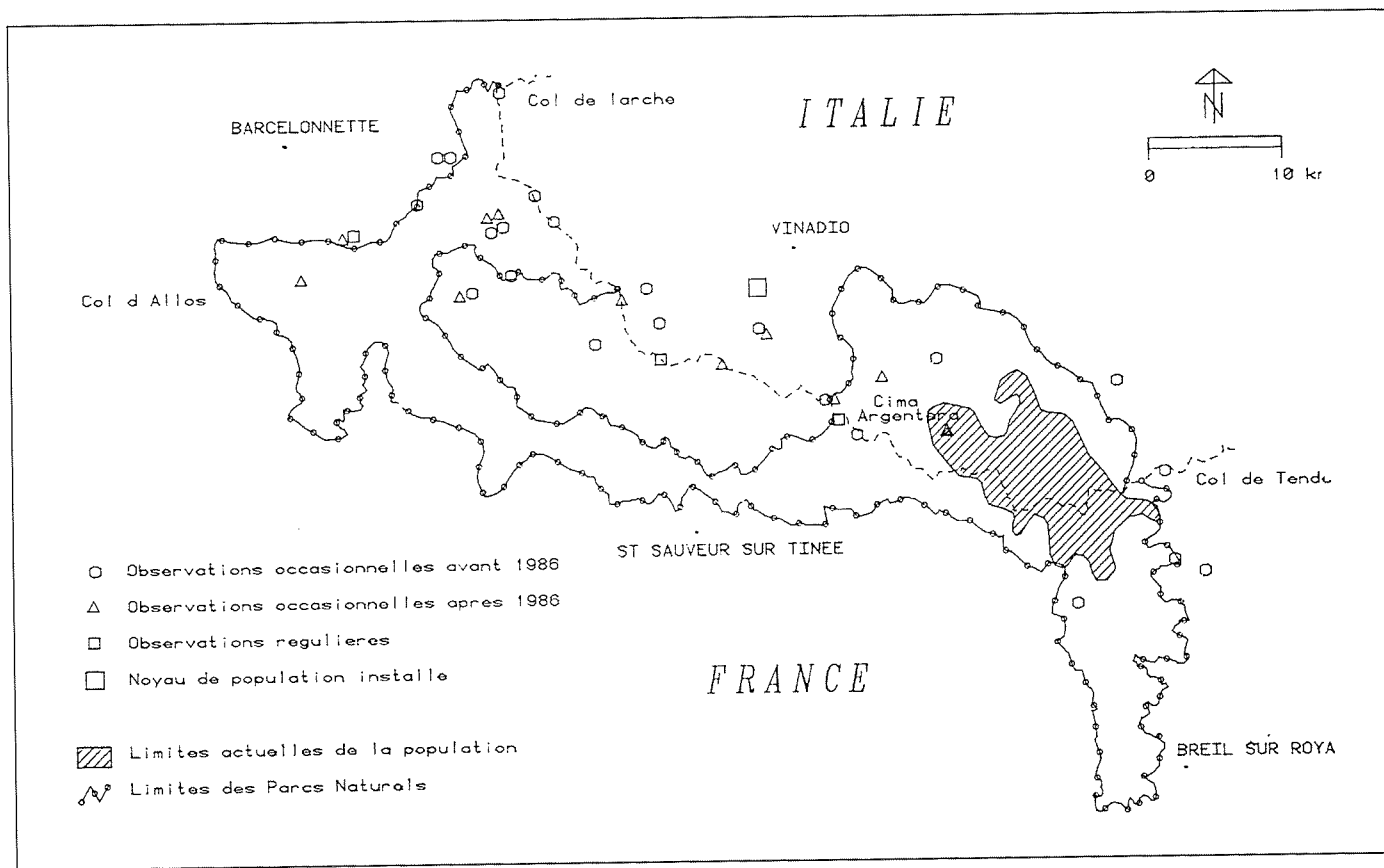 Col de larche
ITALIE
N
BARCELONNETTE
0 10 kr
VINADIO
Col d Allos
Cima
Argentera
Col de Tendu
ST SAUVEUR SUR TINEE
Observations occasionnelles avant 1986
Observations occasionnelles apres 1986
Observations regulieres
Noyau de population installe
FRANCE
Limites actuelles de la population
BREIL SUR ROYA
Limites des Parcs Naturals